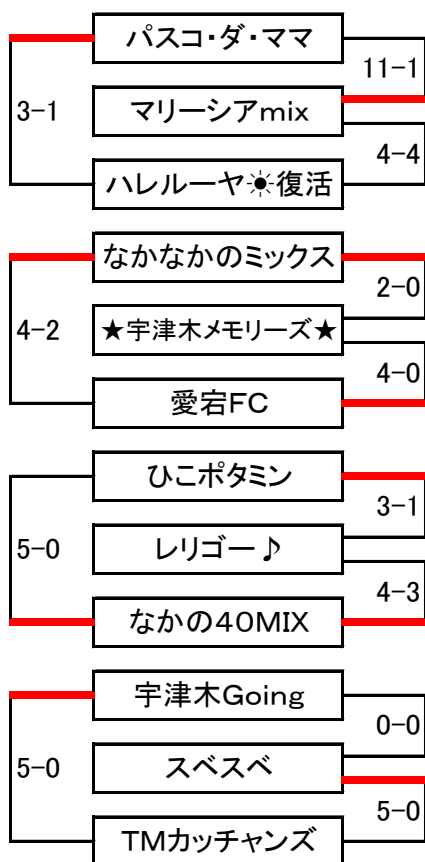 パスコ・ダ・ママ
11-1
3-1
マリーシアmix
4-4
ハレルーヤ☀復活
なかなかのミックス
2-0
4-2
★宇津木メモリーズ★
4-0
愛宕FC
ひこポタミン
3-1
5-0
レリゴー♪
4-3
なかの40MIX
宇津木Going
0-0
5-0
スベスベ
5-0
TMカッチャンズ